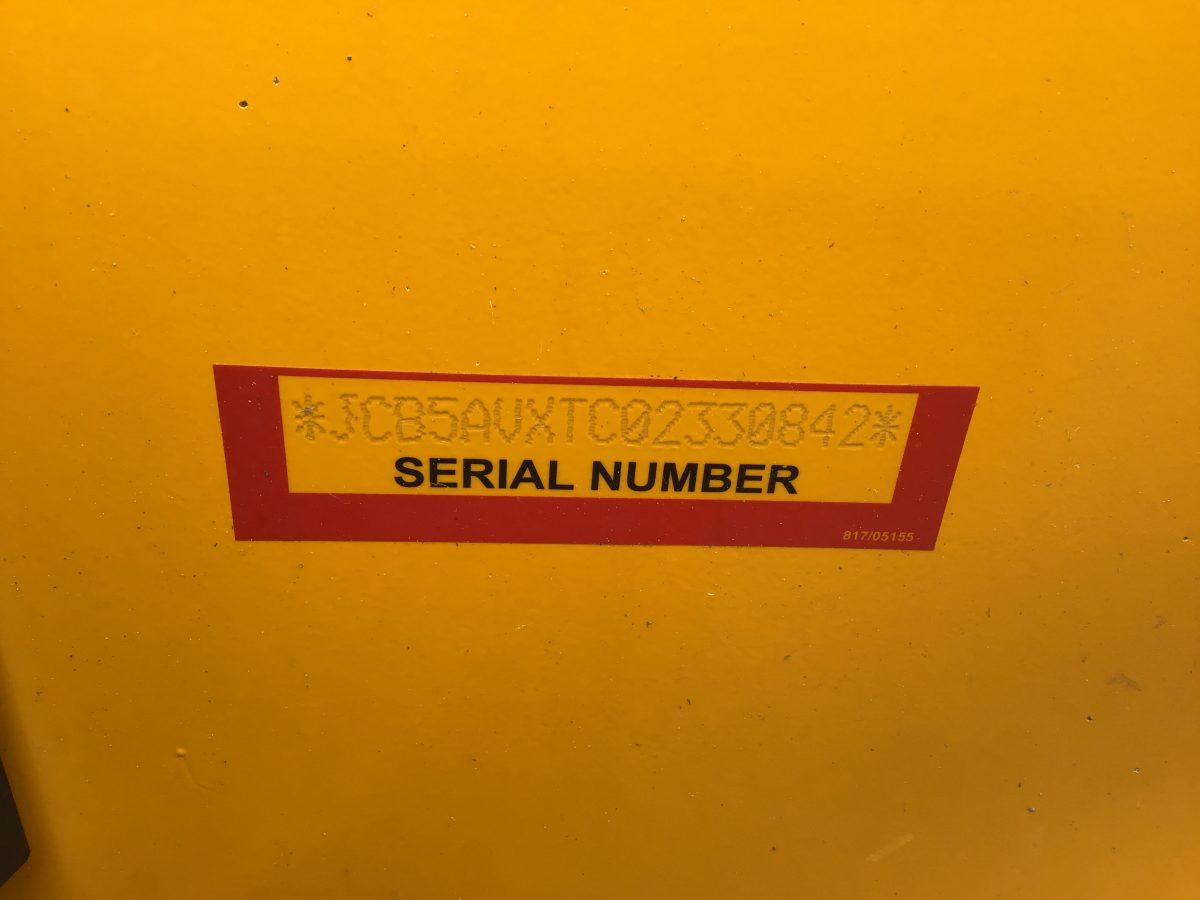 *JCB5AVXTC02330842*
SERIAL NUMBER
817/05155